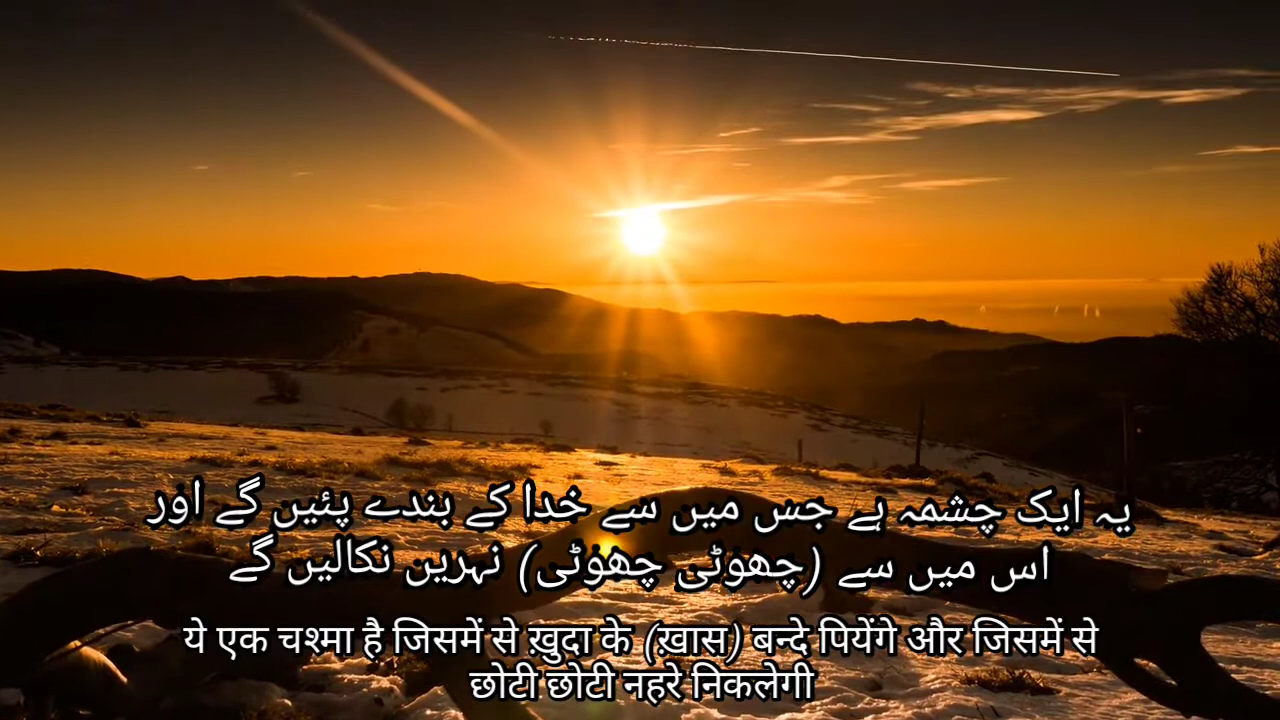 یہ ایک چشمہ ہے جس میں سے خدا کے بندے پئیں گے اور
اس میں سے (چھوٹی چھوٹی) نہریں نکالیں گے
ये एक चश्मा है जिसमें से ख़ुदा के (ख़ास) बन्दे पियेंगे और जिसमें से
छोटी छोटी नहरे निकलेगी